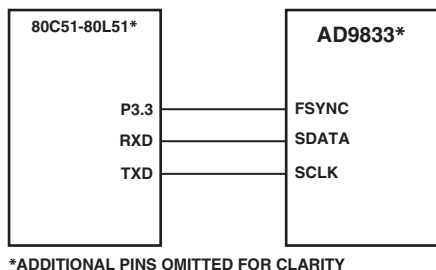 80C51-80L51*
AD9833*
P3.3
FSYNC
RXD
SDATA
TXD
SCLK
*ADDITIONAL PINS OMITTED FOR CLARITY